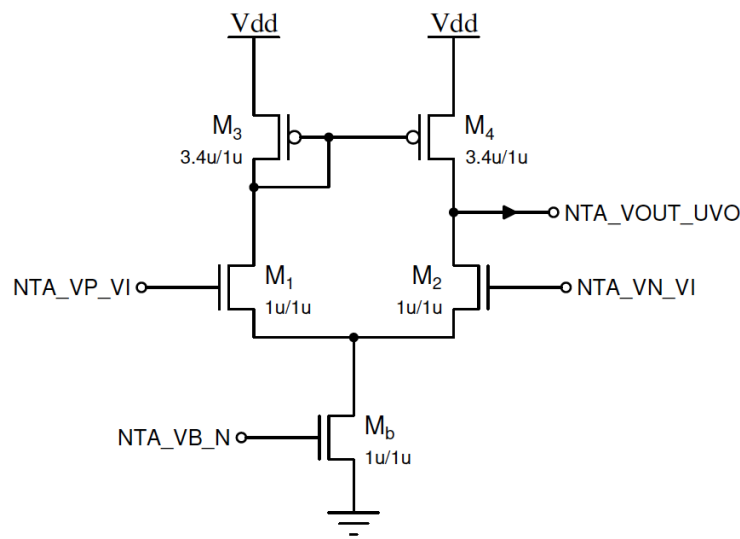 Vdd
Vdd
M3
3.4u/1u
M4
3.4u/1u
NTA_VOUT_UVO
NTA_VP_VI
M1
1u/1u
M2
1u/1u
NTA_VN_VI
NTA_VB_N
Mb
1u/1u